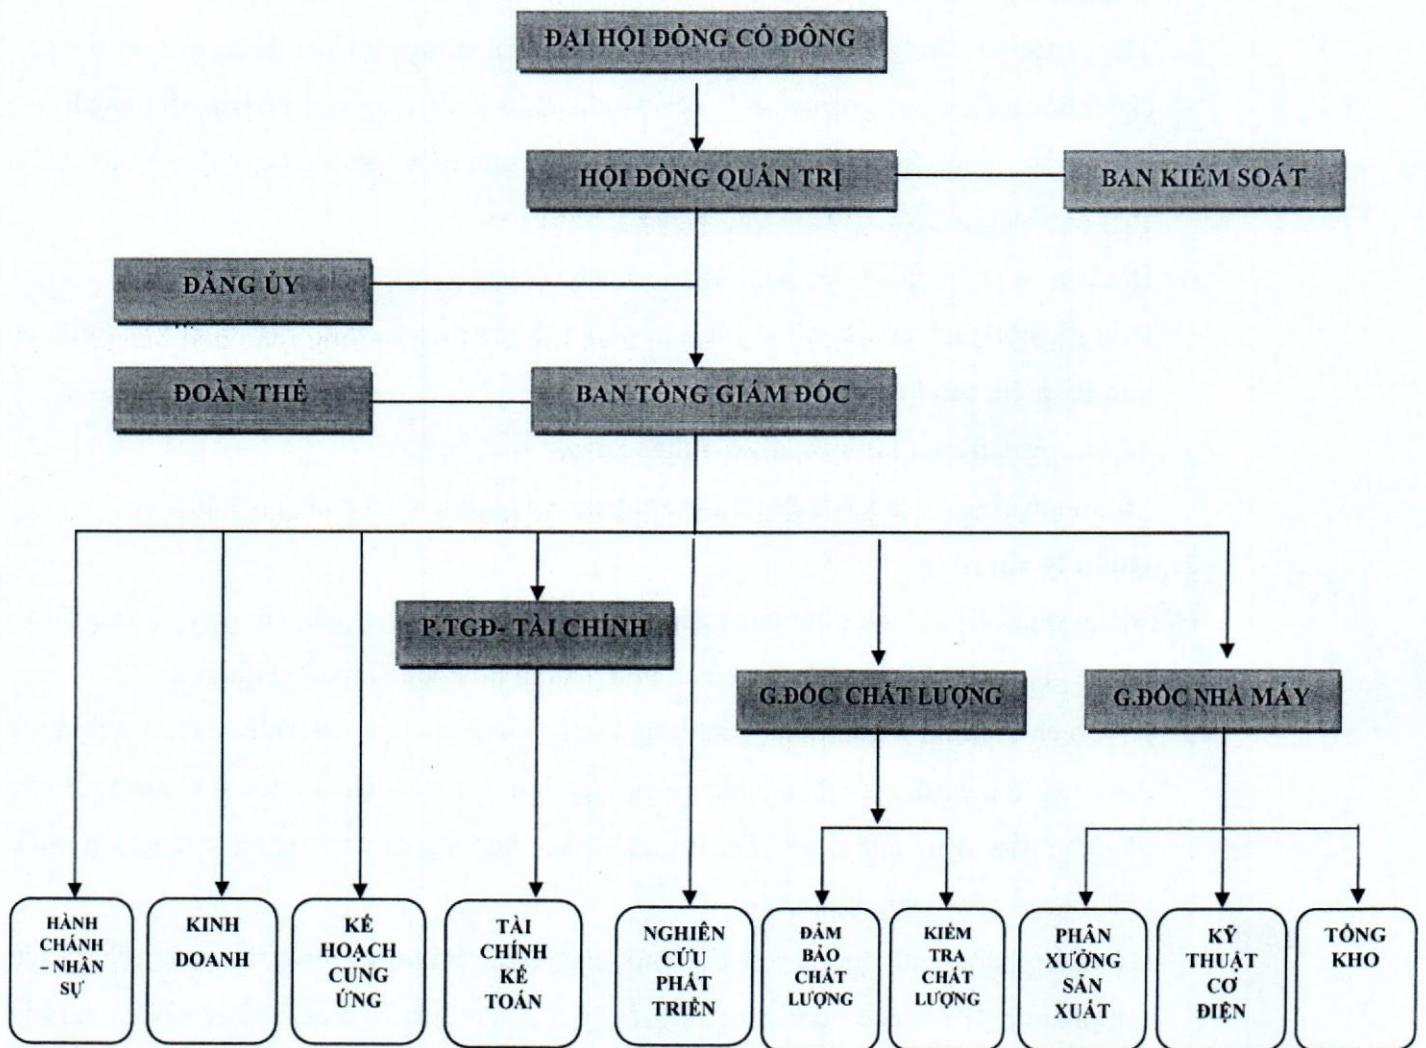 ĐẠI HỘI ĐỒNG CỔ ĐÔNG
HỘI ĐỒNG QUẢN TRỊ
BAN KIỂM SOÁT
ĐẢNG ỦY
ĐOÀN THỂ
BAN TỔNG GIÁM ĐỐC
P.TGĐ- TÀI CHÍNH
G.ĐỐC CHẤT LƯỢNG
G.ĐỐC NHÀ MÁY
HÀNH
CHÁNH
– NHÂN
SỰ
KINH
DOANH
KẾ
HOẠCH
CUNG
ỨNG
TÀI
CHÍNH
KẾ
TOÁN
NGHIÊN
CỨU
PHÁT
TRIỂN
ĐẢM
BẢO
CHẤT
LƯỢNG
KIỂM
TRA
CHẤT
LƯỢNG
PHÂN
XƯỞNG
SẢN
XUẤT
KỸ
THUẬT
CƠ
ĐIỆN
TỔNG
KHO